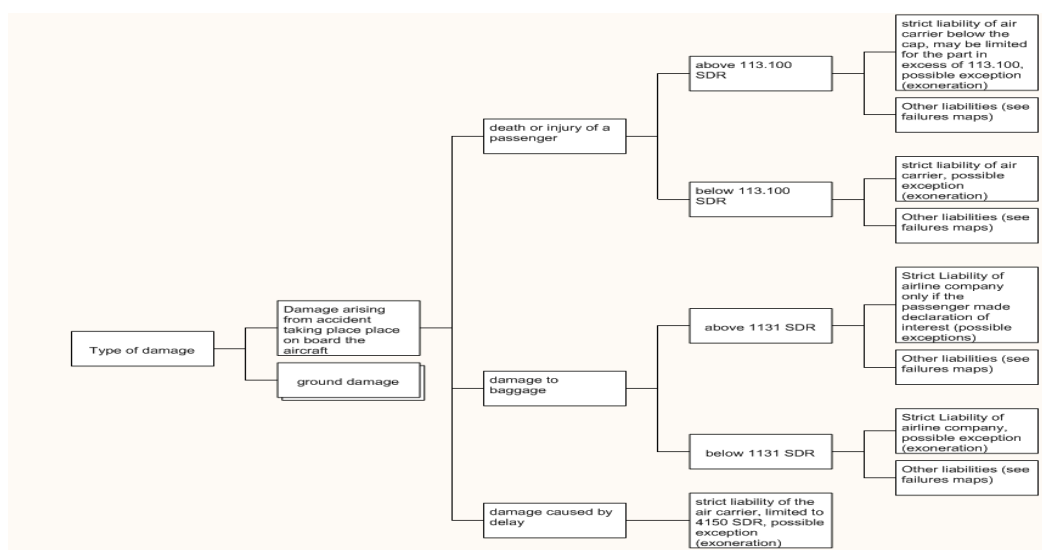 Type of damage
Damage arising
from accident
taking place place
on board the
aircraft
ground damage
death or injury of a
passenger
above 113.100
SDR
strict liability of air
carrier below the
cap, may be limited
for the part in
excess of 113.100,
possible exception
(exoneration)
Other liabilities (see
failures maps)
below 113.100
SDR
strict liability of air
carrier, possible
exception
(exoneration)
Other liabilities (see
failures maps)
damage to
baggage
above 1131 SDR
Strict Liability of
airline company
only if the
passenger made
declaration of
interest (possible
exceptions)
Other liabilities (see
failures maps)
below 1131 SDR
Strict Liability of
airline company,
possible exception
(exoneration)
Other liabilities (see
failures maps)
damage caused by
delay
strict liability of the
air carrier, limited to
4150 SDR, possible
exception
(exoneration)